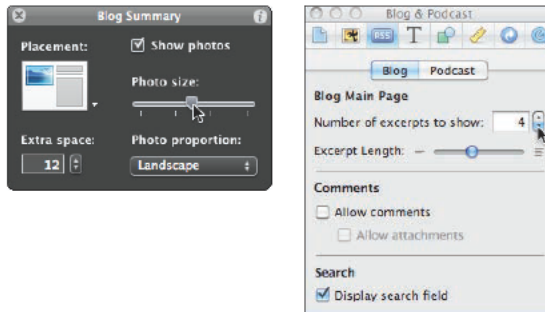 Blog Summary
Placement:
Show photos
Photo size:
Extra space:
12
Photo proportion:
Landscape
Blog & Podcast
RSS
T
Blog Podcast
Blog Main Page
Number of excerpts to show: 4
Excerpt Length:
Comments
Allow comments
Allow attachments
Search
Display search field